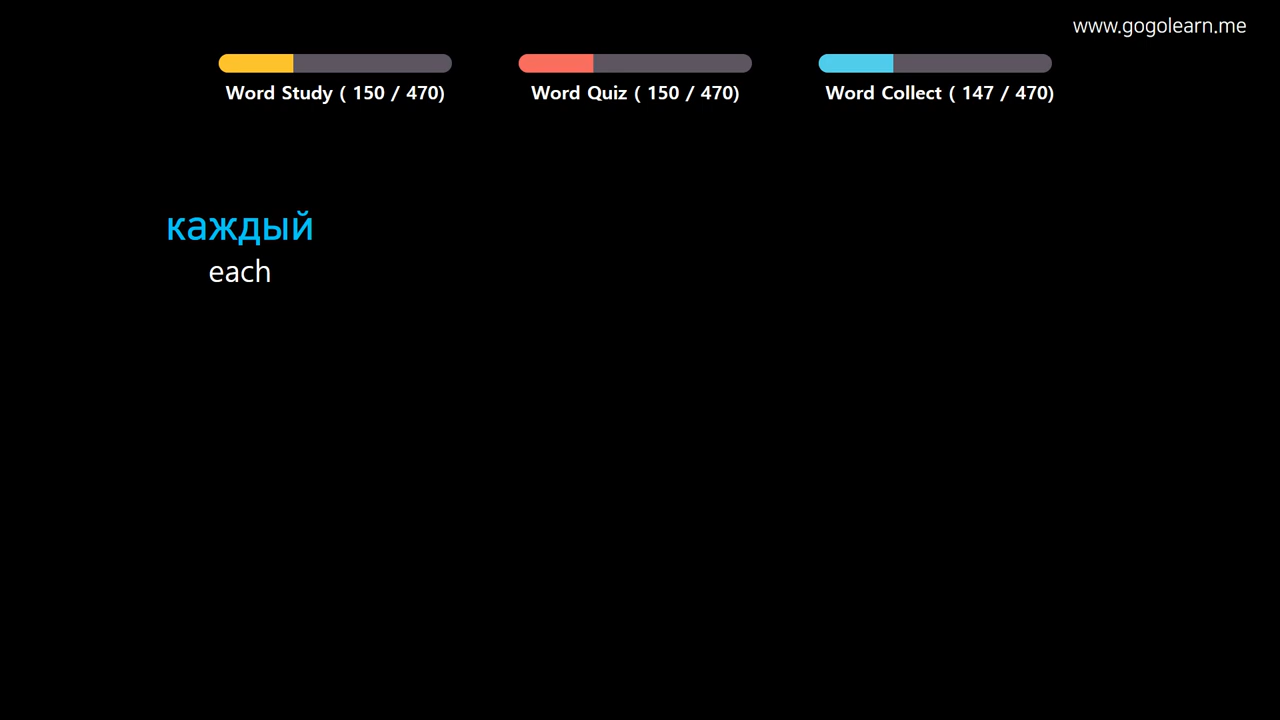 www.gogolearn.me
Word Study ( 150 / 470)
Word Quiz ( 150 / 470)
Word Collect ( 147 / 470)
каждый
each